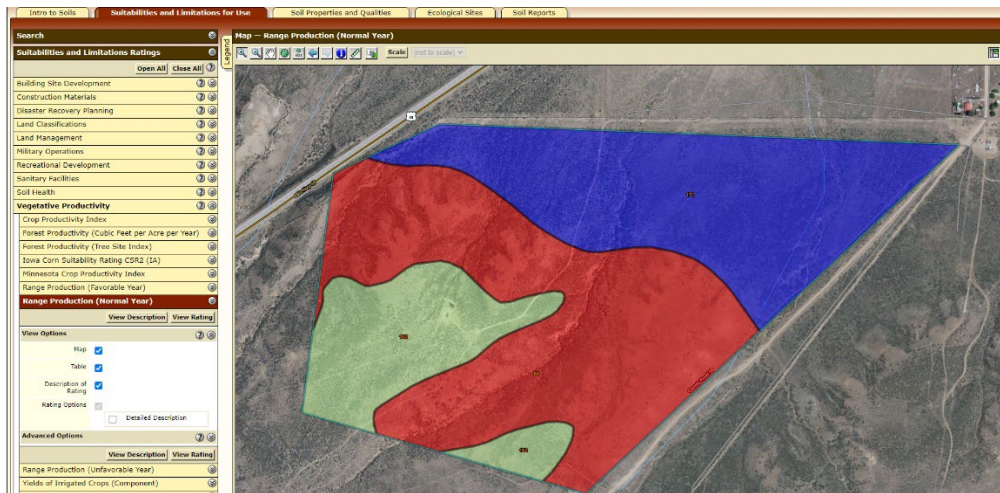 Intro to Soils
Suitabilities and Limitations for Use
Soil Properties and Qualities
Ecological Sites
Soil Reports
Search
Suitabilities and Limitations Ratings
Open All Close All
Building Site Development
Construction Materials
Disaster Recovery Planning
Land Classifications
Land Management
Military Operations
Recreational Development
Sanitary Facilities
Soil Health
Vegetative Productivity
Crop Productivity Index
Forest Productivity (Cubic Feet per Acre per Year)
Forest Productivity (Tree Site Index)
Iowa Corn Suitability Rating CSR2 (IA)
Minnesota Crop Productivity Index
Range Production (Favorable Year)
Range Production (Normal Year)
View Description View Rating
View Options
Map
Table
Description of
Rating
Rating Options
Detailed Description
Advanced Options
View Description View Rating
Range Production (Unfavorable Year)
Yields of Irrigated Crops (Component)
Legend
Map — Range Production (Normal Year)
Scale (not to scale)